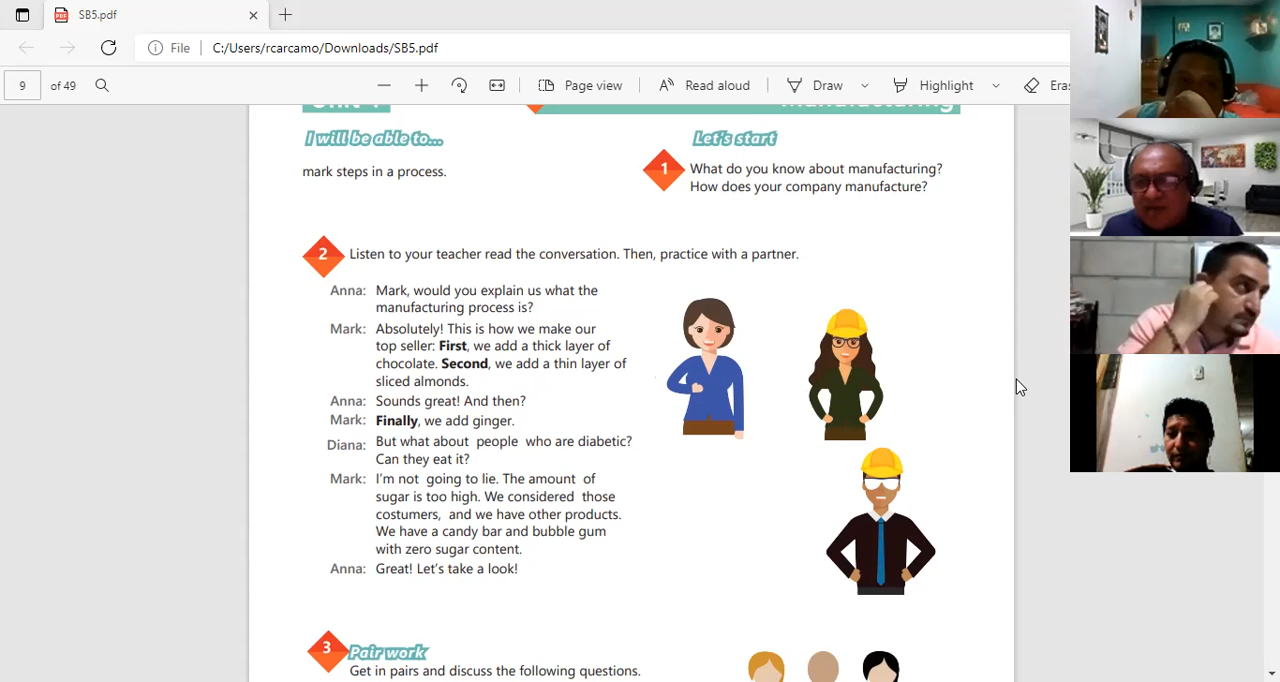 SB5.pdf
File C:/Users/rcarcamo/Downloads/SB5.pdf
9 of 49 Page view Read aloud Draw Highlight Eras
Unit 1 Manufacturing
I will be able to...
mark steps in a process.
Let's start
1 What do you know about manufacturing?
How does your company manufacture?
2 Listen to your teacher read the conversation. Then, practice with a partner.
Anna: Mark, would you explain us what the
manufacturing process is?
Mark: Absolutely! This is how we make our
top seller: First, we add a thick layer of
chocolate. Second, we add a thin layer of
sliced almonds.
Anna: Sounds great! And then?
Mark: Finally, we add ginger.
Diana: But what about people who are diabetic?
Can they eat it?
Mark: I'm not going to lie. The amount of
sugar is too high. We considered those
costumers, and we have other products.
We have a candy bar and bubble gum
with zero sugar content.
Anna: Great! Let's take a look!
3 Pair work
Get in pairs and discuss the following questions.